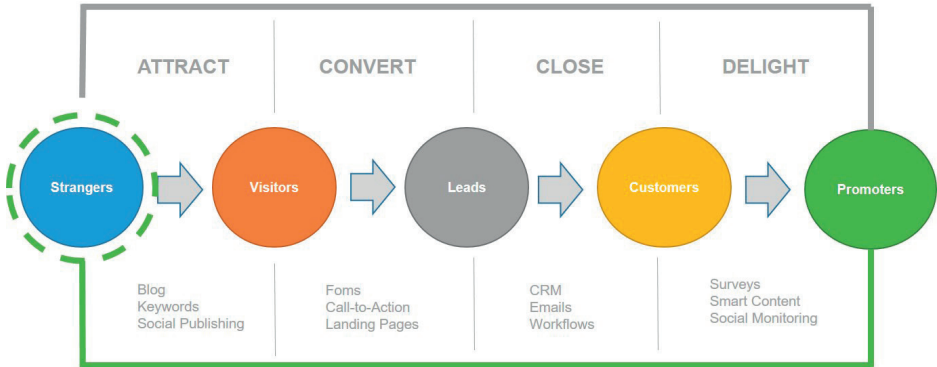 ATTRACT
CONVERT
CLOSE
DELIGHT
Strangers
Visitors
Leads
Customers
Promoters
Blog
Keywords
Social Publishing
Foms
Call-to-Action
Landing Pages
CRM
Emails
Workflows
Surveys
Smart Content
Social Monitoring